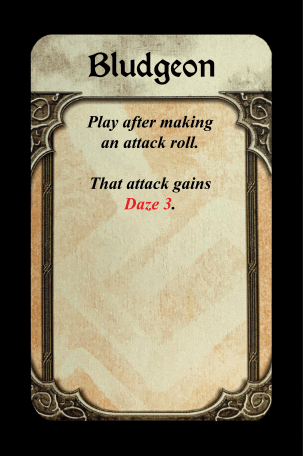 Bludgeon
Play after making
an attack roll.
That attack gains
Daze 3.